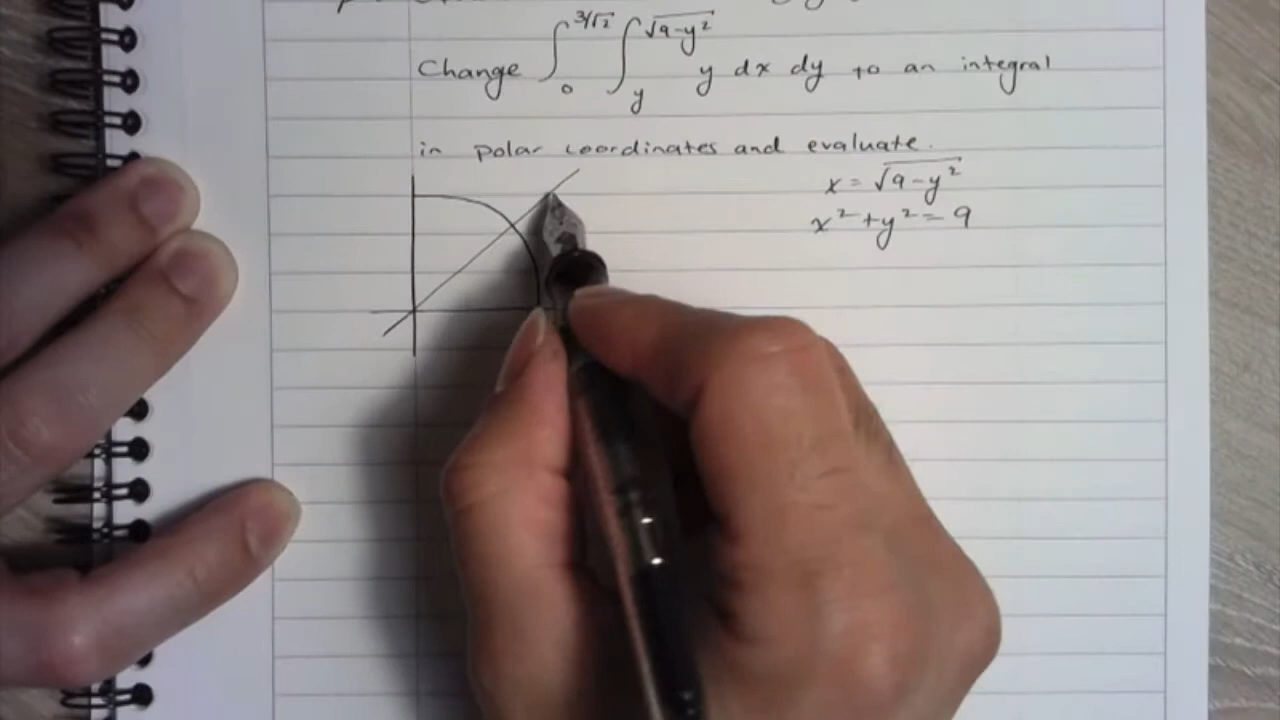 Change ∫₀^{3/√2} ∫_y^{√(9-y²)} y dx dy to an integral
in polar coordinates and evaluate.
x = √(9-y²)
x² + y² = 9